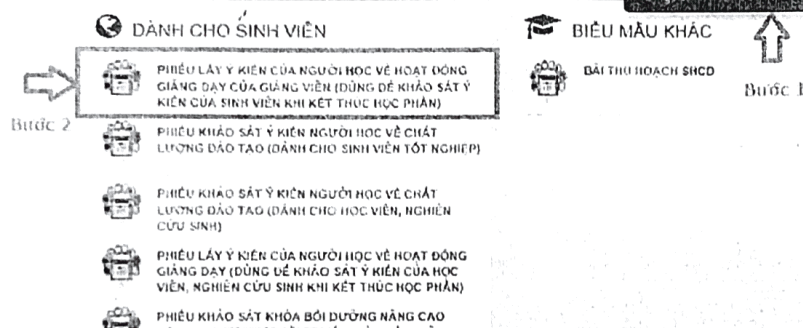 DÀNH CHO SINH VIÊN
PHIẾU LẤY Ý KIẾN CỦA NGƯỜI HỌC VỀ HOẠT ĐỘNG
GIẢNG DẠY CỦA GIẢNG VIÊN (DÙNG ĐỂ KHẢO SÁT Ý
KIẾN CỦA SINH VIÊN KHI KẾT THÚC HỌC PHẦN)
Bước 2
PHIẾU KHẢO SÁT Ý KIẾN NGƯỜI HỌC VỀ CHẤT
LƯỢNG ĐÀO TẠO (DÀNH CHO SINH VIÊN TỐT NGHIỆP)
PHIẾU KHẢO SÁT Ý KIẾN NGƯỜI HỌC VỀ CHẤT
LƯỢNG ĐÀO TẠO (DÀNH CHO HỌC VIÊN, NGHIÊN
CỨU SINH)
PHIẾU LẤY Ý KIẾN CỦA NGƯỜI HỌC VỀ HOẠT ĐỘNG
GIẢNG DẠY (DÙNG ĐỂ KHẢO SÁT Ý KIẾN CỦA HỌC
VIÊN, NGHIÊN CỨU SINH KHI KẾT THÚC HỌC PHẦN)
PHIẾU KHẢO SÁT KHÓA BỒI DƯỠNG NÂNG CAO
BIỂU MẪU KHÁC
BÀI THU HOẠCH SHCD
Bước 1